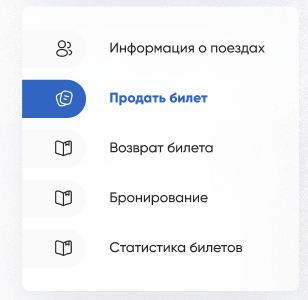 Информация о поездах
Продать билет
Возврат билета
Бронирование
Статистика билетов